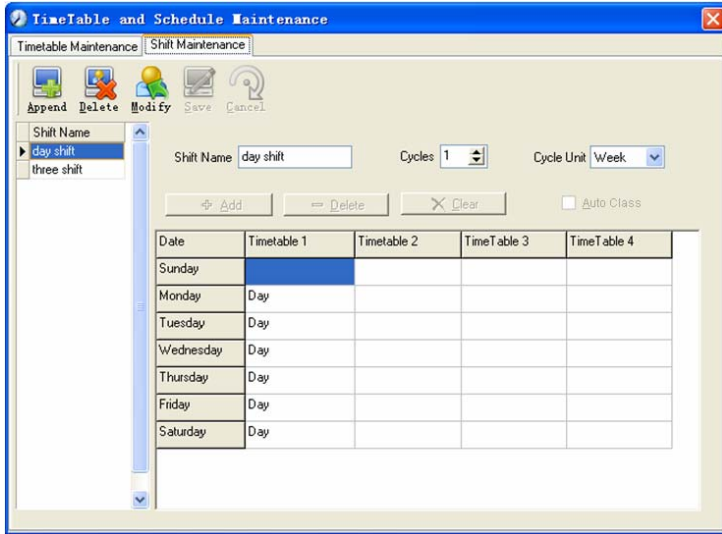 TimeTable and Schedule Maintenance
Timetable Maintenance Shift Maintenance
Append Delete Modify Save Cancel
Shift Name
day shift
three shift
Shift Name day shift Cycles 1 Cycle Unit Week
Add Delete Clear Auto Class
Date Timetable 1 Timetable 2 TimeTable 3 TimeTable 4
Sunday
Monday Day
Tuesday Day
Wednesday Day
Thursday Day
Friday Day
Saturday Day